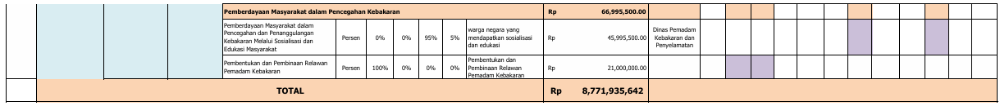 Pemberdayaan Masyarakat dalam Pencegahan Kebakaran Rp 66,995,500.00
Pemberdayaan Masyarakat dalam
Pencegahan dan Penanggulangan
Kebakaran Melalui Sosialisasi dan
Edukasi Masyarakat
Persen 0% 0% 95% 5%
warga negara yang
mendapatkan sosialisasi
dan edukasi
Rp 45,995,500.00
Dinas Pemadam
Kebakaran dan
Penyelamatan
Pembentukan dan Pembinaan Relawan
Pemadam Kebakaran
Persen 100% 0% 0% 0%
Pembentukan dan
Pembinaan Relawan
Pemadam Kebakaran
Rp 21,000,000.00
TOTAL Rp 8,771,935,642